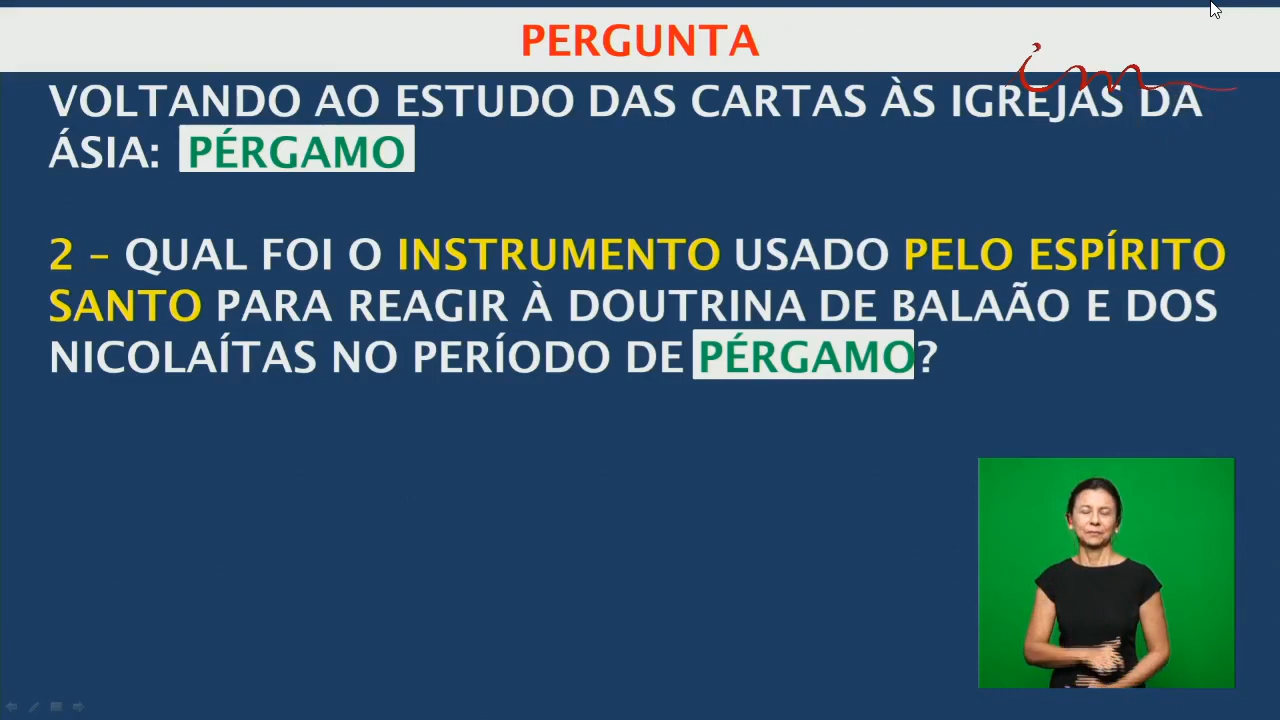 PERGUNTA
im
VOLTANDO AO ESTUDO DAS CARTAS ÀS IGREJAS DA
ÁSIA: PÉRGAMO
2 – QUAL FOI O INSTRUMENTO USADO PELO ESPÍRITO
SANTO PARA REAGIR À DOUTRINA DE BALAÃO E DOS
NICOLAÍTAS NO PERÍODO DE PÉRGAMO?